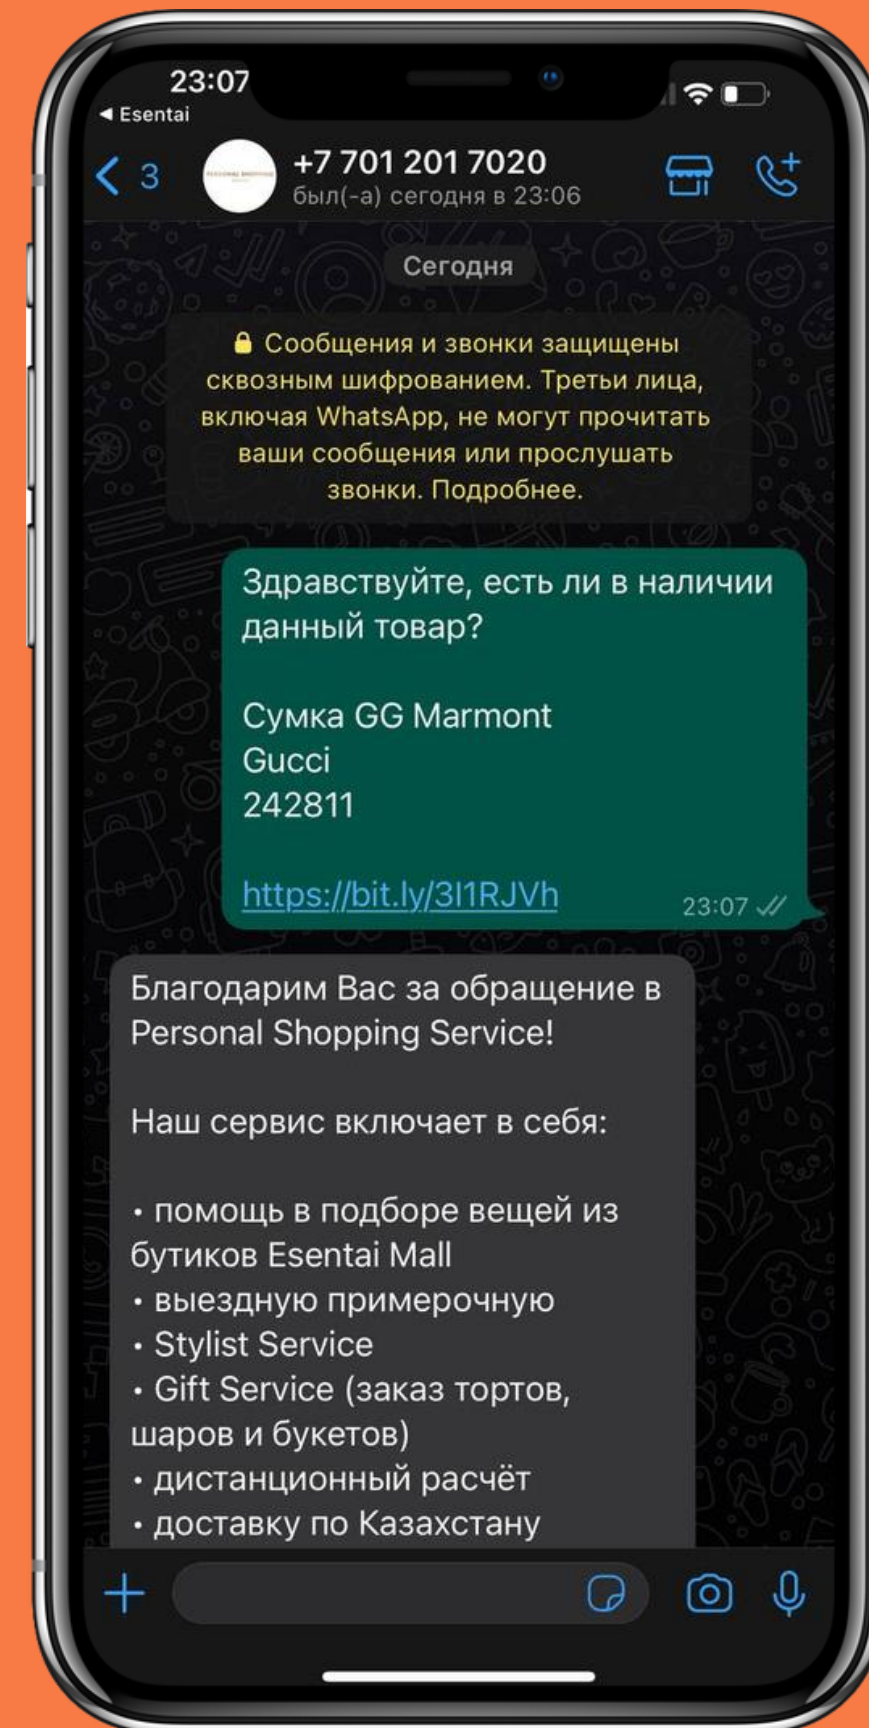 23:07
◀ Esentai
3
+7 701 201 7020
был(-а) сегодня в 23:06
Сегодня
Сообщения и звонки защищены
сквозным шифрованием. Третьи лица,
включая WhatsApp, не могут прочитать
ваши сообщения или прослушать
звонки. Подробнее.
Здравствуйте, есть ли в наличии
данный товар?
Сумка GG Marmont
Gucci
242811
https://bit.ly/3I1RJVh
23:07
Благодарим Вас за обращение в
Personal Shopping Service!
Наш сервис включает в себя:
• помощь в подборе вещей из
бутиков Esentai Mall
• выездную примерочную
• Stylist Service
• Gift Service (заказ тортов,
шаров и букетов)
• дистанционный расчёт
• доставку по Казахстану